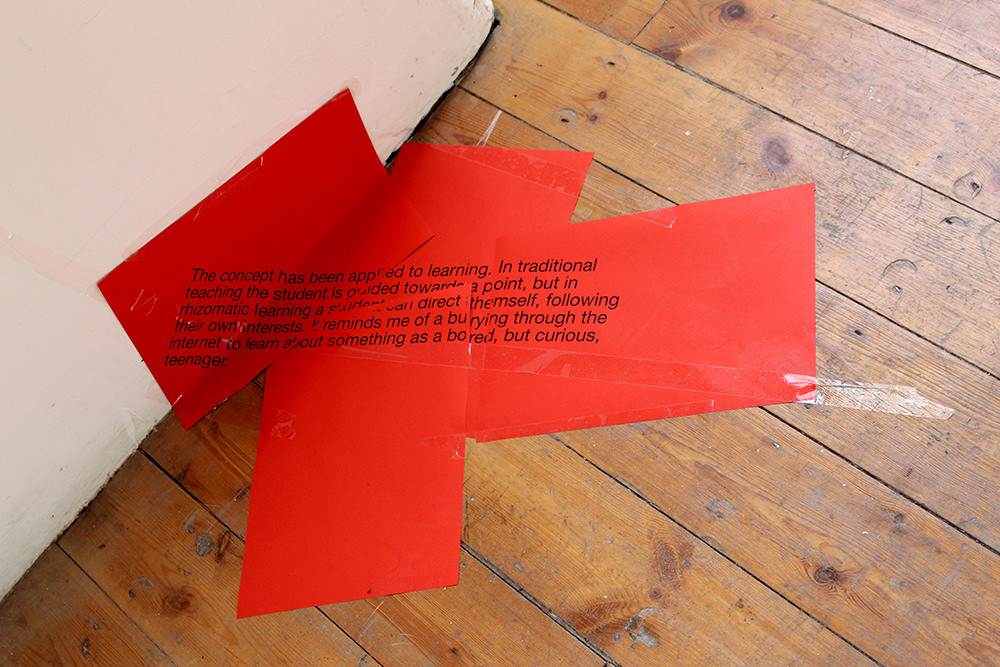 The concept has been applied to learning. In traditional
teaching the student is guided towards a point, but in
rhizomatic learning a student can direct themself, following
their own interests. It reminds me of a burrying through the
internet to learn about something as a bored, but curious,
teenager.